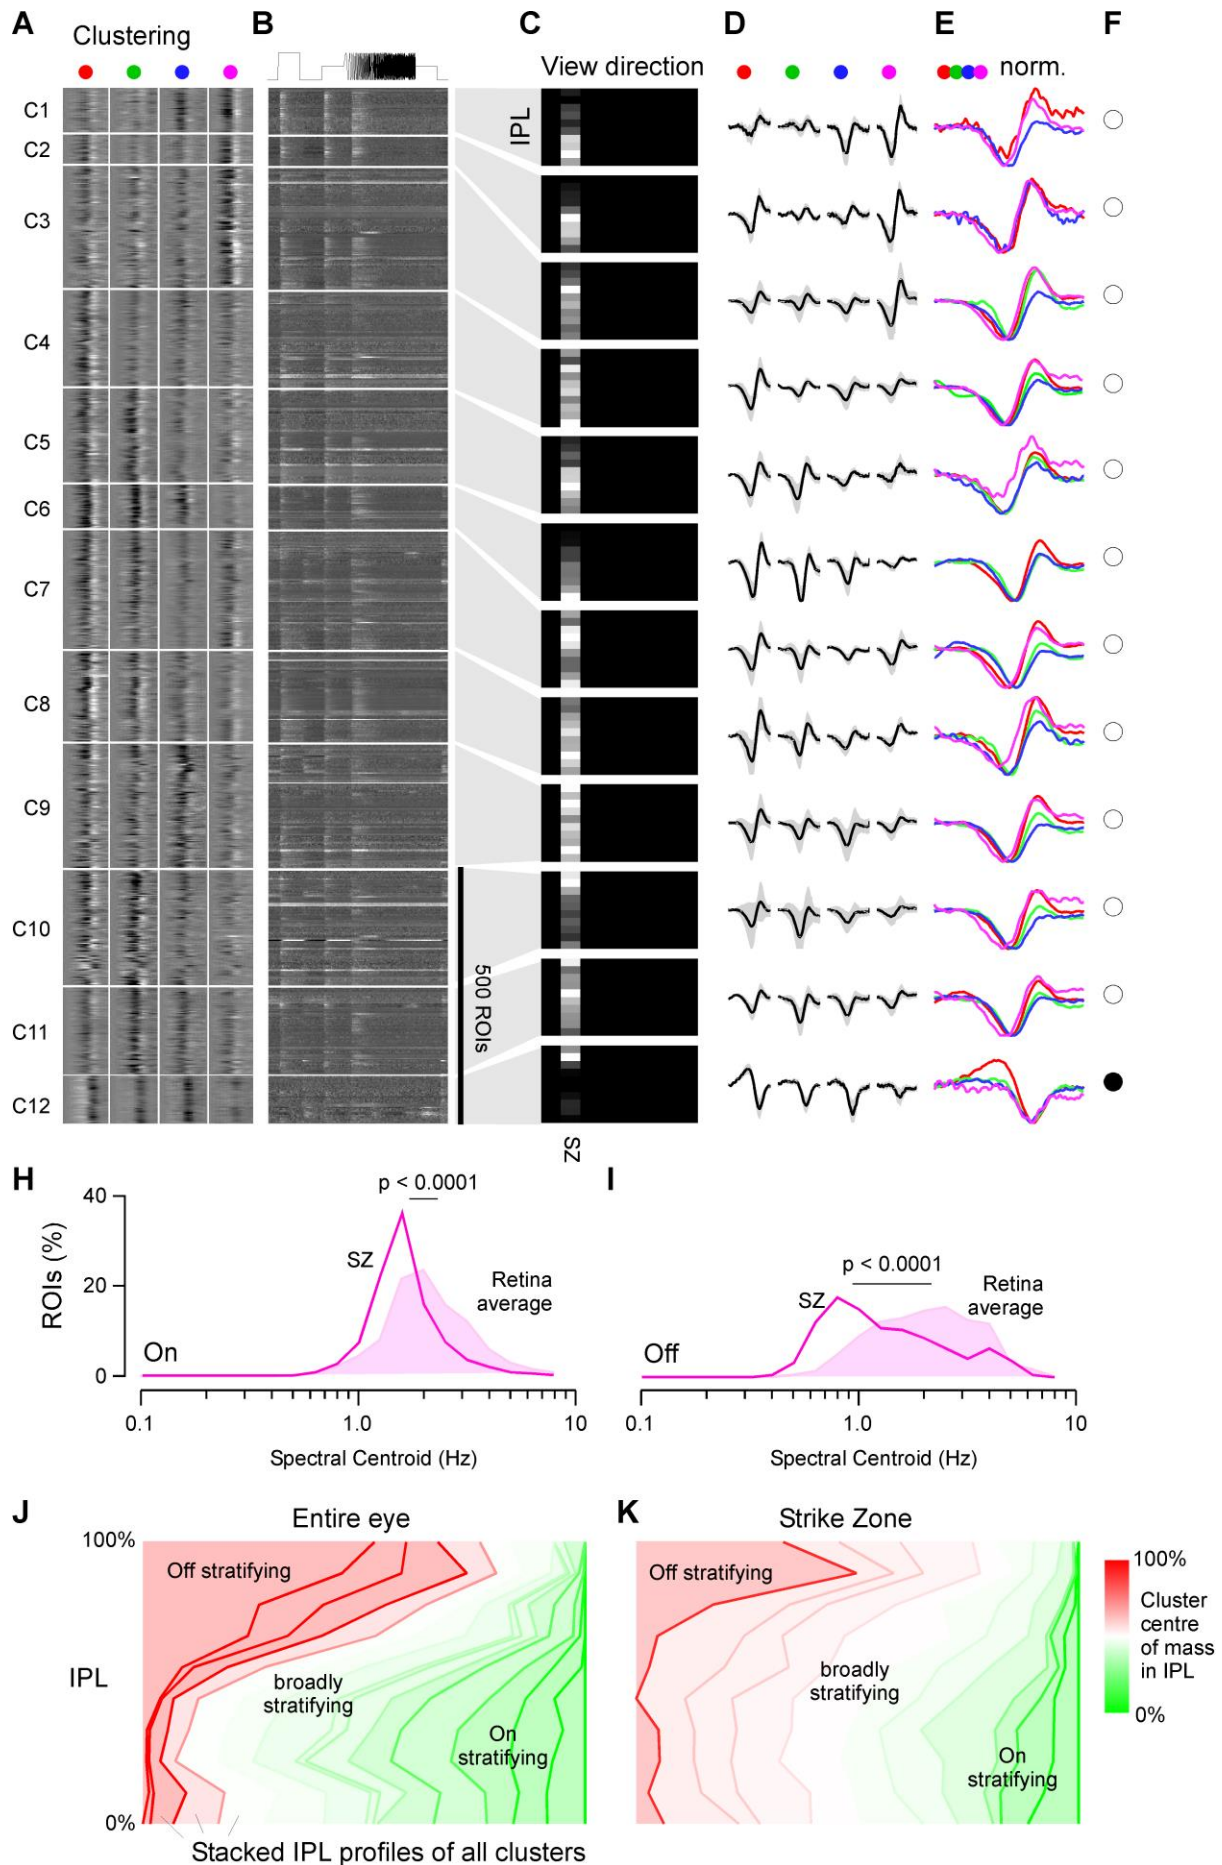 A
Clustering
B
C
View direction
D
E
norm.
F
C1
C2
C3
C4
C5
C6
C7
C8
C9
C10
C11
C12
IPL
500 ROIs
SZ
H
p < 0.0001
40
20
0
ROIs (%)
SZ
Retina
average
On
0.1
1.0
10
Spectral Centroid (Hz)
I
p < 0.0001
SZ
Retina
average
Off
0.1
1.0
10
Spectral Centroid (Hz)
J
Entire eye
100%
Off stratifying
IPL
broadly
stratifying
On
stratifying
0%
Stacked IPL profiles of all clusters
K
Strike Zone
Off stratifying
broadly
stratifying
On
stratifying
100%
Cluster
centre
of mass
in IPL
0%